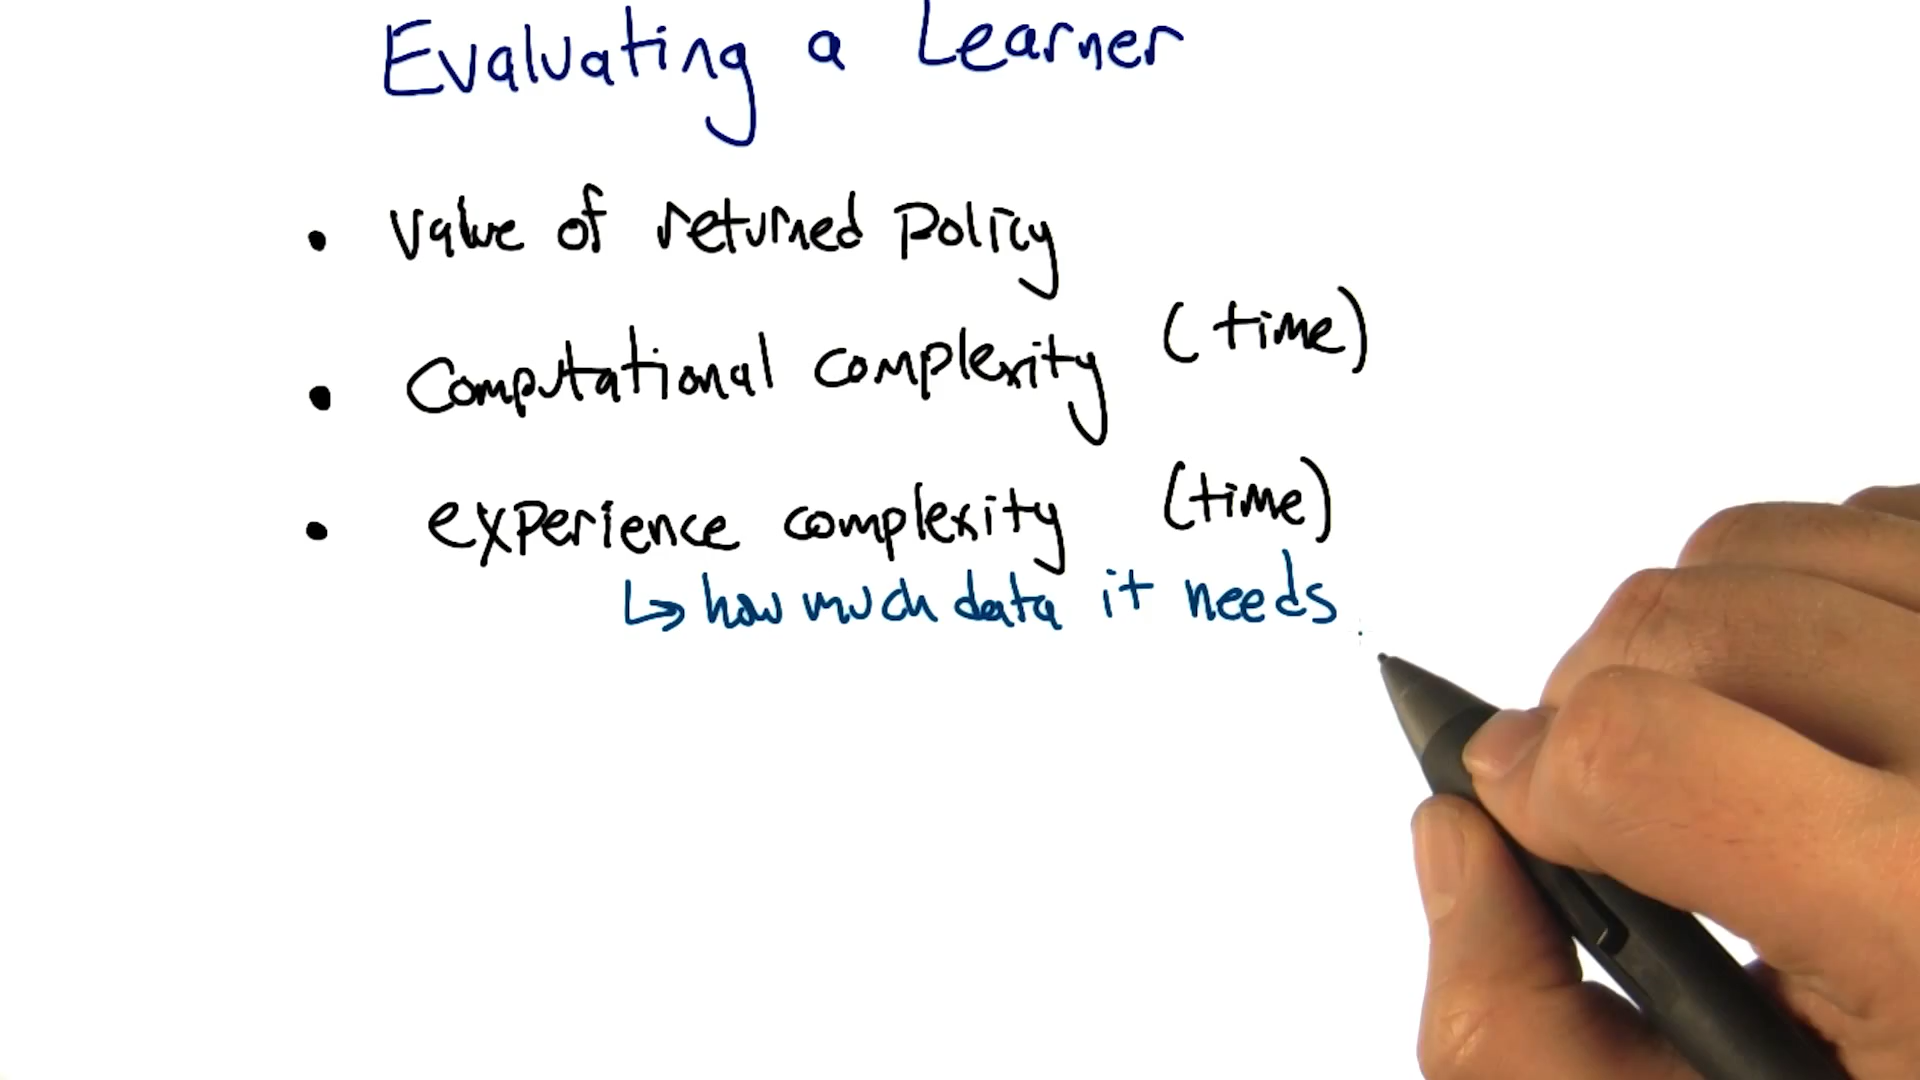 Evaluating a Learner
• Value of returned policy
• Computational complexity (time)
• experience complexity (time)
↳ how much data it needs